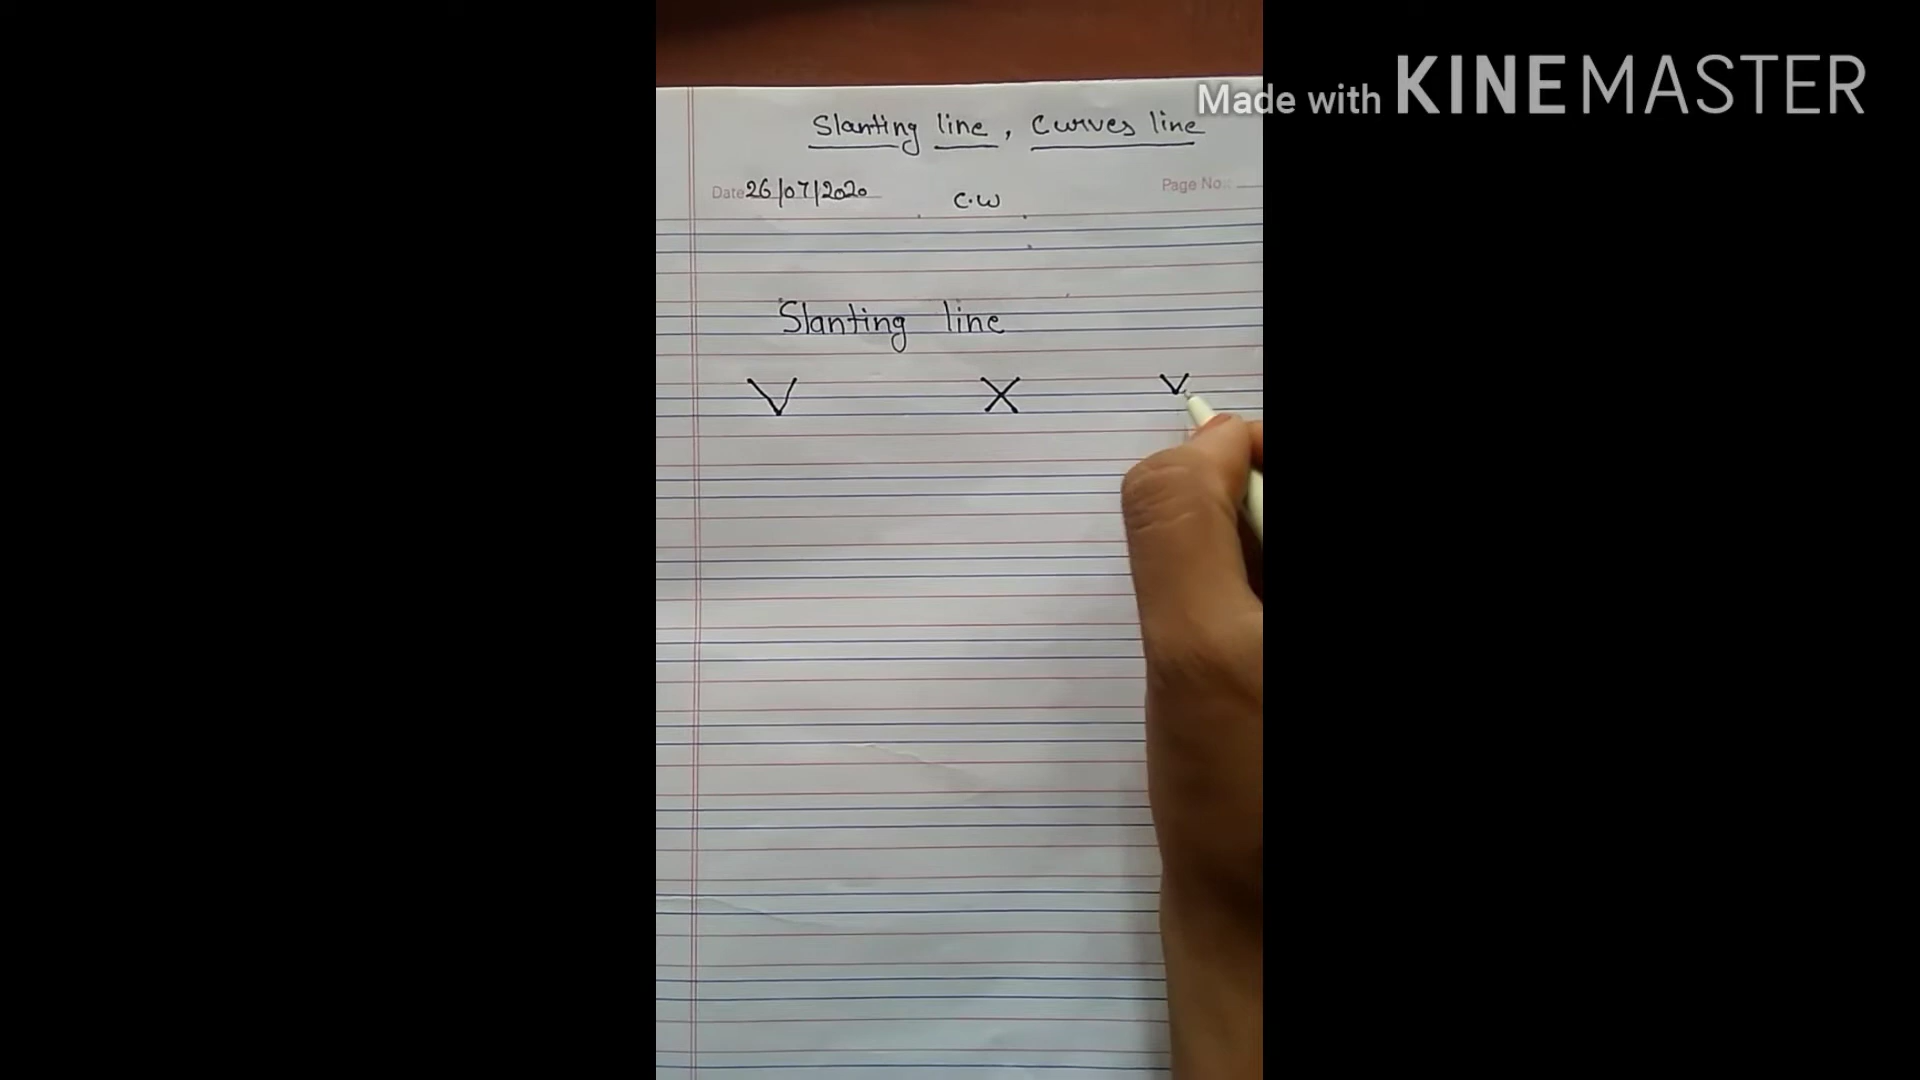 Made with KINEMASTER
Slanting line, Curves line
Date 26/07/2020 C.W Page No.:
Slanting line
V X V